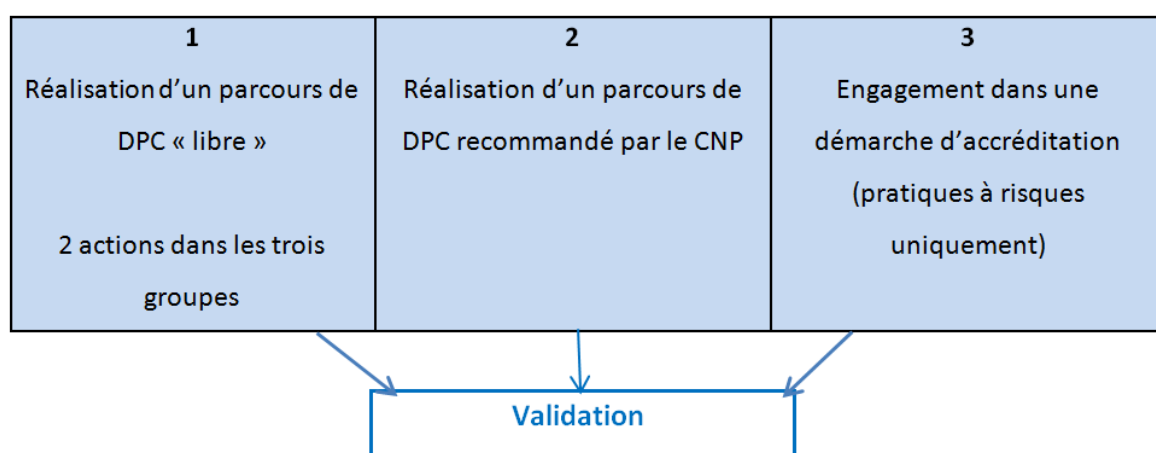 1
Réalisation d’un parcours de
DPC « libre »
2 actions dans les trois
groupes
2
Réalisation d’un parcours de
DPC recommandé par le CNP
3
Engagement dans une
démarche d’accréditation
(pratiques à risques
uniquement)
Validation